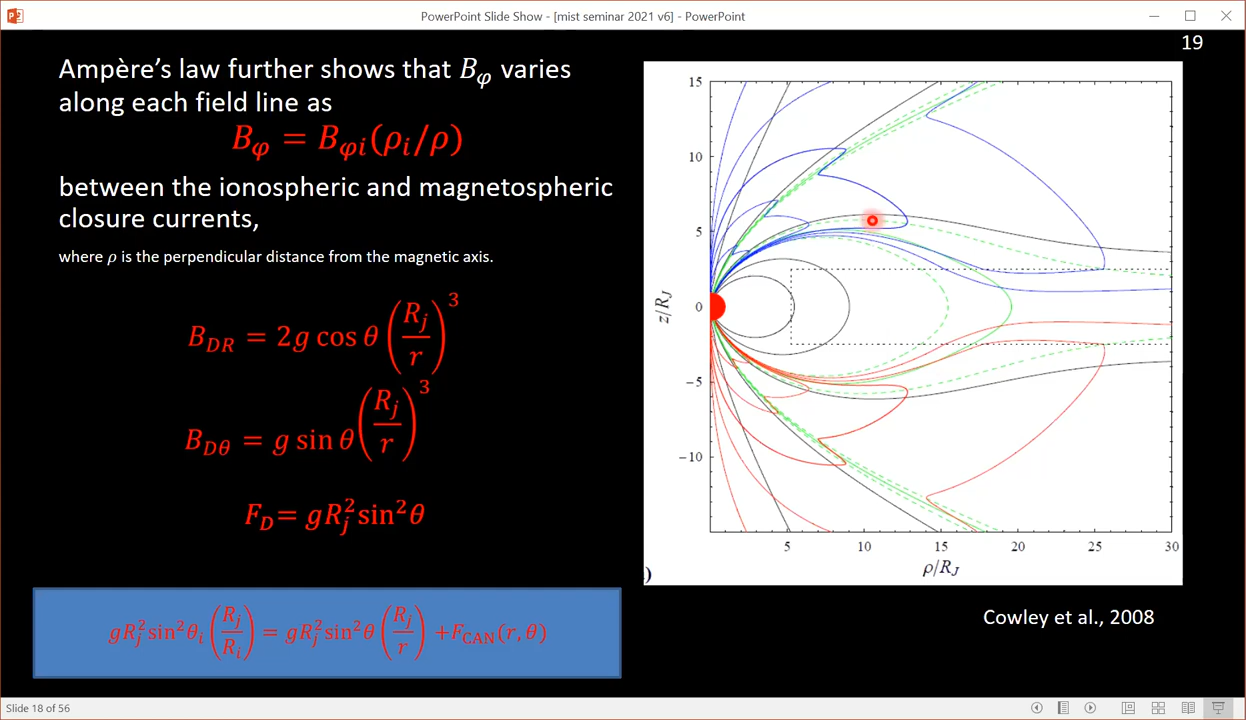 PowerPoint Slide Show - [mist seminar 2021 v6] - PowerPoint
19
Ampère’s law further shows that B_φ varies
along each field line as
B_φ = B_φi(ρ_i/ρ)
between the ionospheric and magnetospheric
closure currents,
where ρ is the perpendicular distance from the magnetic axis.
B_DR = 2g cos θ (R_j/r)^3
B_Dθ = g sin θ (R_j/r)^3
F_D= gR_j^2 sin^2θ
gR_j^2 sin^2θ_i (R_j/R_i) = gR_j^2 sin^2θ (R_j/r) +F_CAN(r, θ)
15
10
5
0
−5
−10
z/R_J
5 10 15 20 25 30
ρ/R_J
)
Cowley et al., 2008
Slide 18 of 56